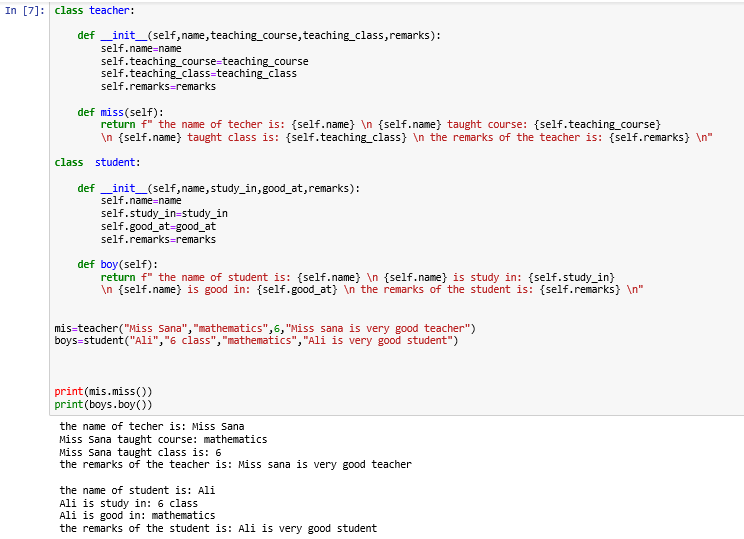 In [7]: class teacher:
def __init__(self,name,teaching_course,teaching_class,remarks):
self.name=name
self.teaching_course=teaching_course
self.teaching_class=teaching_class
self.remarks=remarks
def miss(self):
return f" the name of techer is: {self.name} \n {self.name} taught course: {self.teaching_course}
\n {self.name} taught class is: {self.teaching_class} \n the remarks of the teacher is: {self.remarks} \n"
class  student:
def __init__(self,name,study_in,good_at,remarks):
self.name=name
self.study_in=study_in
self.good_at=good_at
self.remarks=remarks
def boy(self):
return f" the name of student is: {self.name} \n {self.name} is study in: {self.study_in}
\n {self.name} is good in: {self.good_at} \n the remarks of the student is: {self.remarks} \n"
mis=teacher("Miss Sana","mathematics",6,"Miss sana is very good teacher")
boys=student("Ali","6 class","mathematics","Ali is very good student")
print(mis.miss())
print(boys.boy())
the name of techer is: Miss Sana
Miss Sana taught course: mathematics
Miss Sana taught class is: 6
the remarks of the teacher is: Miss sana is very good teacher
the name of student is: Ali
Ali is study in: 6 class
Ali is good in: mathematics
the remarks of the student is: Ali is very good student